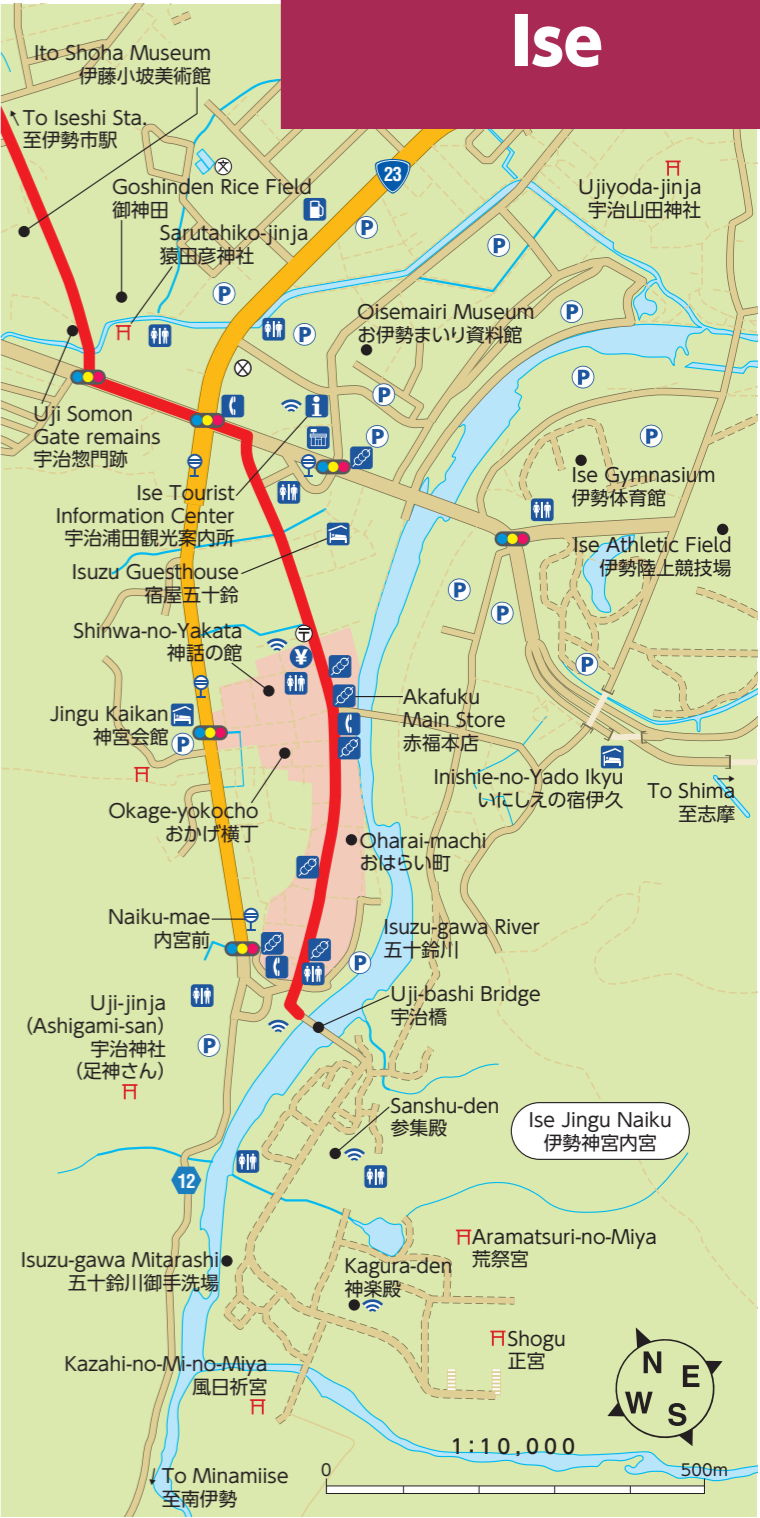 Ise
Ito Shoha Museum
伊藤小坡美術館
To Iseshi Sta.
至伊勢市駅
文
23
Goshinden Rice Field
御神田
Ujiyoda-jinja
宇治山田神社
Sarutahiko-jinja
猿田彦神社
P
P
P
Oisemairi Museum
お伊勢まいり資料館
P
P
P
P
Uji Somon
Gate remains
宇治惣門跡
P
P
Ise Gymnasium
伊勢体育館
Ise Tourist
Information Center
宇治浦田観光案内所
Ise Athletic Field
伊勢陸上競技場
Isuzu Guesthouse
宿屋五十鈴
P
P
Shinwa-no-Yakata
神話の館
〒
¥
P
Jingu Kaikan
神宮会館
P
Akafuku
Main Store
赤福本店
Inishie-no-Yado Ikyu
いにしえの宿伊久
To Shima
至志摩
Okage-yokocho
おかげ横丁
Oharai-machi
おはらい町
Naiku-mae
内宮前
Isuzu-gawa River
五十鈴川
P
Uji-bashi Bridge
宇治橋
Uji-jinja
(Ashigami-san)
宇治神社
(足神さん)
P
Sanshu-den
参集殿
Ise Jingu Naiku
伊勢神宮内宮
12
Aramatsuri-no-Miya
荒祭宮
Isuzu-gawa Mitarashi
五十鈴川御手洗場
Kagura-den
神楽殿
Shogu
正宮
Kazahi-no-Mi-no-Miya
風日祈宮
N
E
W
S
1:10,000
0
500m
To Minamiise
至南伊勢